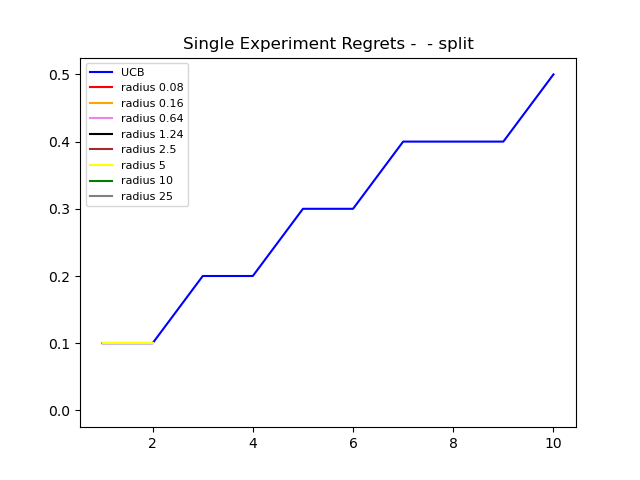 Single Experiment Regrets -  - split
UCB
radius 0.08
radius 0.16
radius 0.64
radius 1.24
radius 2.5
radius 5
radius 10
radius 25
0.5
0.4
0.3
0.2
0.1
0.0
2 4 6 8 10